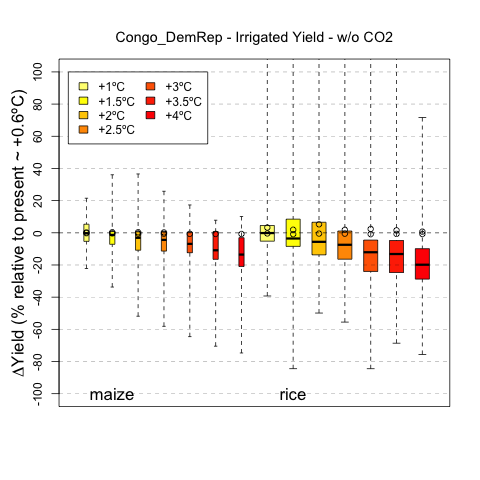 Congo_DemRep - Irrigated Yield - w/o CO2
ΔYield (% relative to present ~ +0.6ºC)
100
80
60
40
20
0
-20
-40
-60
-80
-100
+1ºC
+1.5ºC
+2ºC
+2.5ºC
+3ºC
+3.5ºC
+4ºC
maize
rice